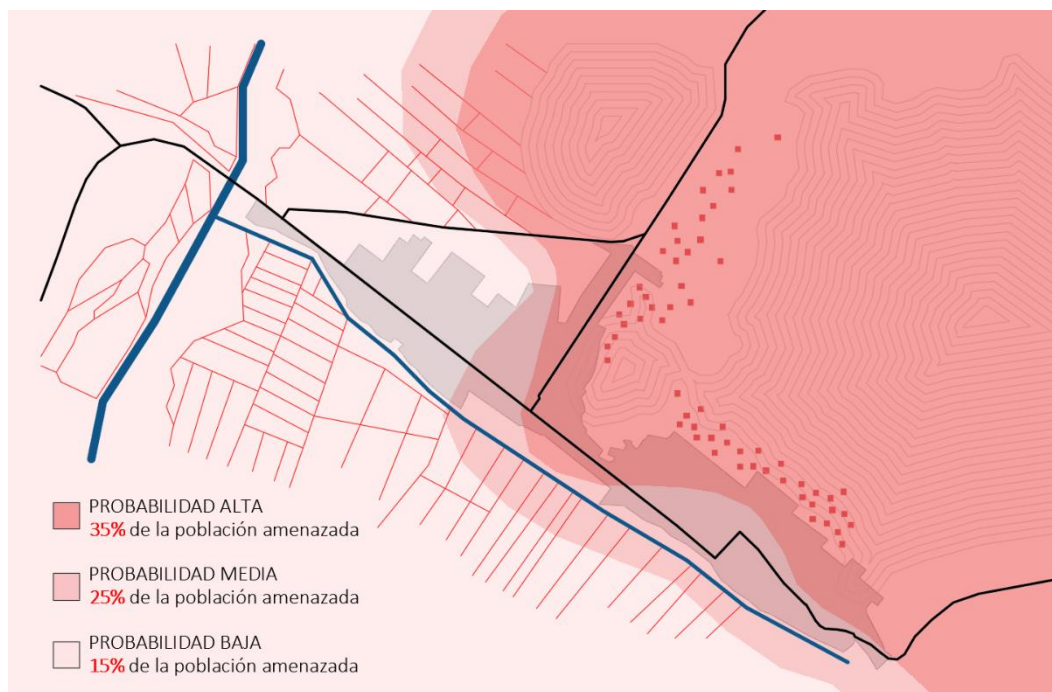 PROBABILIDAD ALTA
35% de la población amenazada
PROBABILIDAD MEDIA
25% de la población amenazada
PROBABILIDAD BAJA
15% de la población amenazada